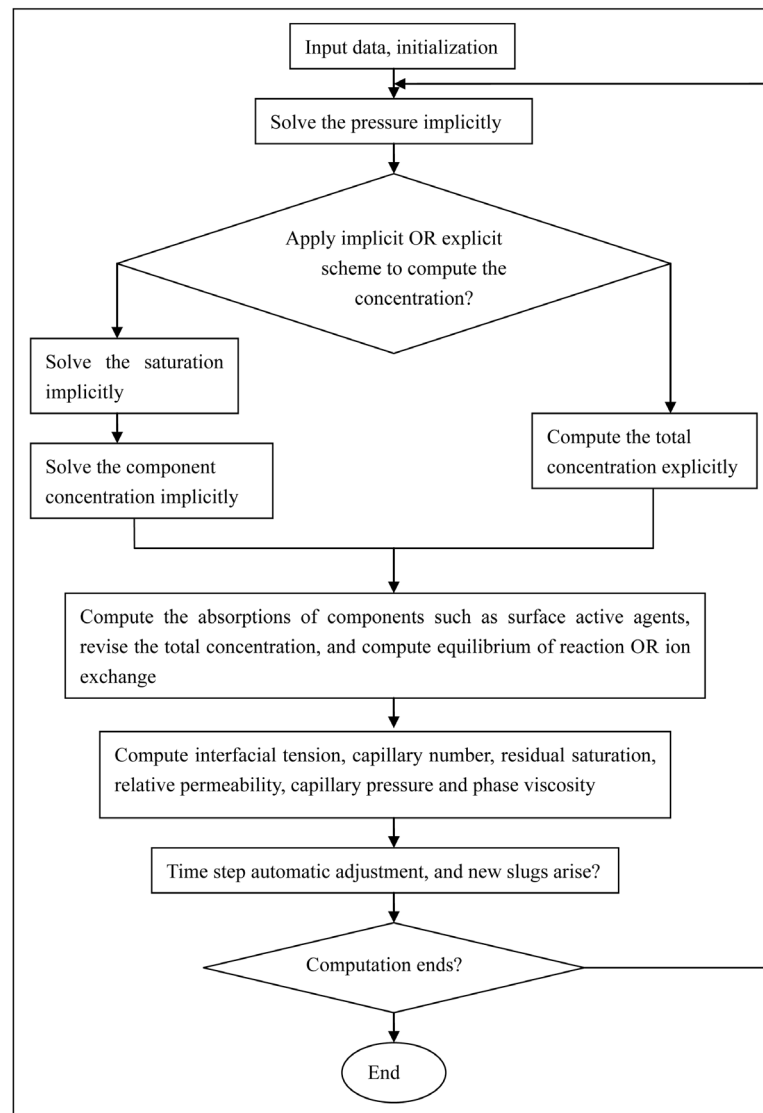 Input data, initialization
Solve the pressure implicitly
Apply implicit OR explicit
scheme to compute the
concentration?
Solve the saturation
implicitly
Solve the component
concentration implicitly
Compute the total
concentration explicitly
Compute the absorptions of components such as surface active agents,
revise the total concentration, and compute equilibrium of reaction OR ion
exchange
Compute interfacial tension, capillary number, residual saturation,
relative permeability, capillary pressure and phase viscosity
Time step automatic adjustment, and new slugs arise?
Computation ends?
End